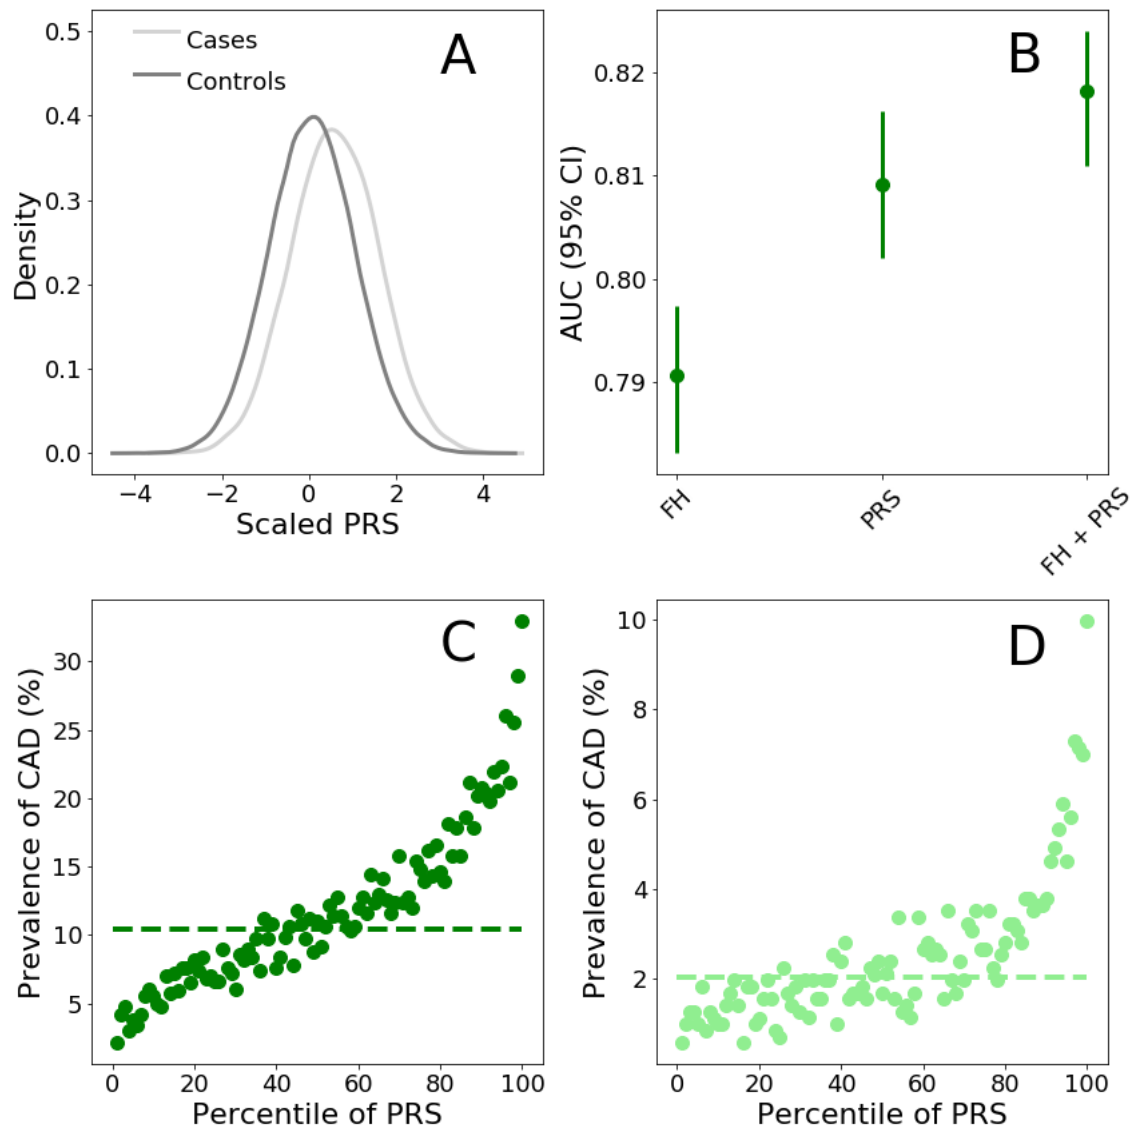 A
Cases
Controls
0.5
0.4
0.3
0.2
0.1
0.0
Density
−4 −2 0 2 4
Scaled PRS
B
0.82
0.81
0.80
0.79
AUC (95% CI)
FH PRS FH + PRS
C
30
25
20
15
10
5
Prevalence of CAD (%)
0 20 40 60 80 100
Percentile of PRS
D
10
8
6
4
2
Prevalence of CAD (%)
0 20 40 60 80 100
Percentile of PRS